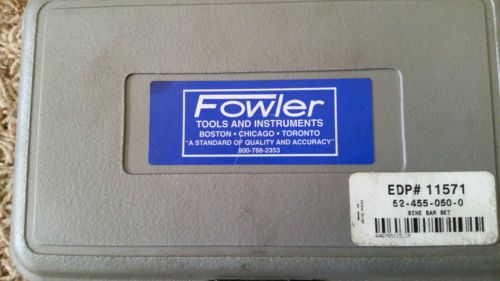 Fowler
TOOLS AND INSTRUMENTS
BOSTON • CHICAGO • TORONTO
"A STANDARD OF QUALITY AND ACCURACY"
800-788-2353
EDP# 11571
52-455-050-0
SINE BAR SET